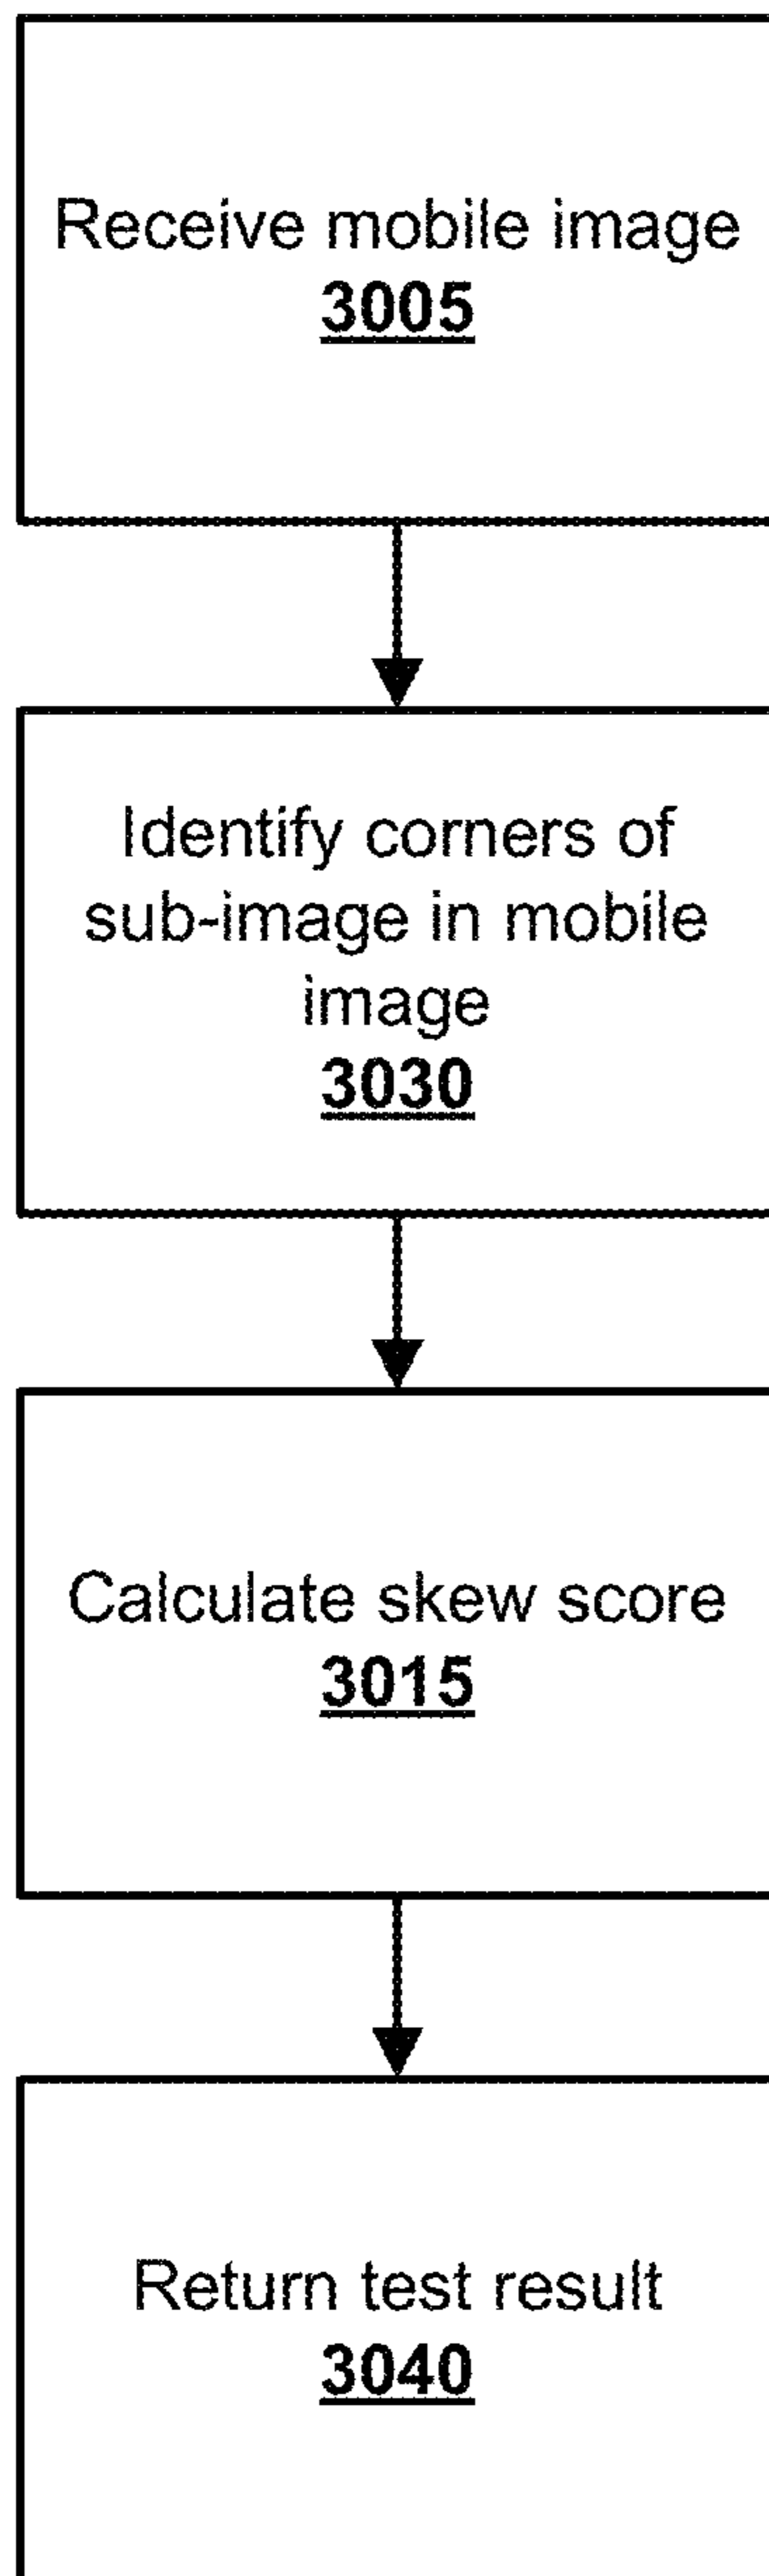 Receive mobile image
3005
Identify corners of
sub-image in mobile
image
3030
Calculate skew score
3015
Return test result
3040